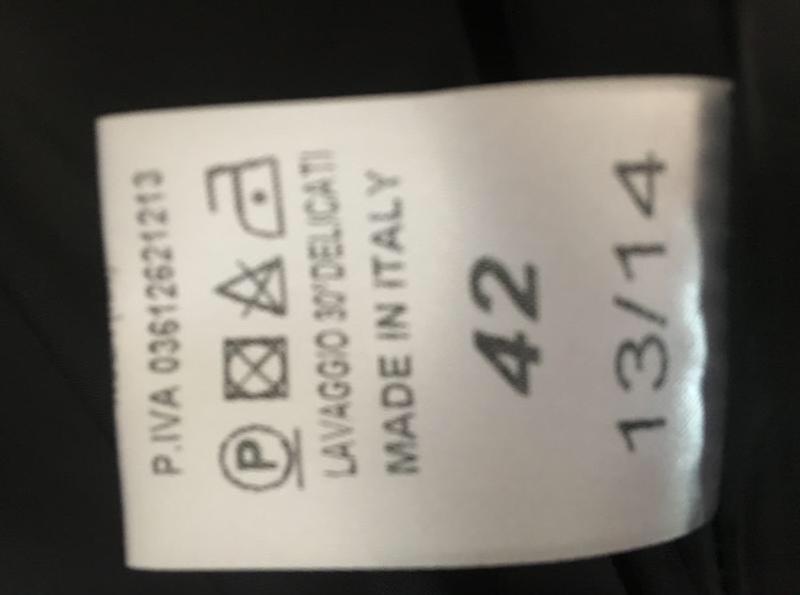 P.IVA 03612621213
P
LAVAGGIO 30°DELICATI
MADE IN ITALY
42
13/14